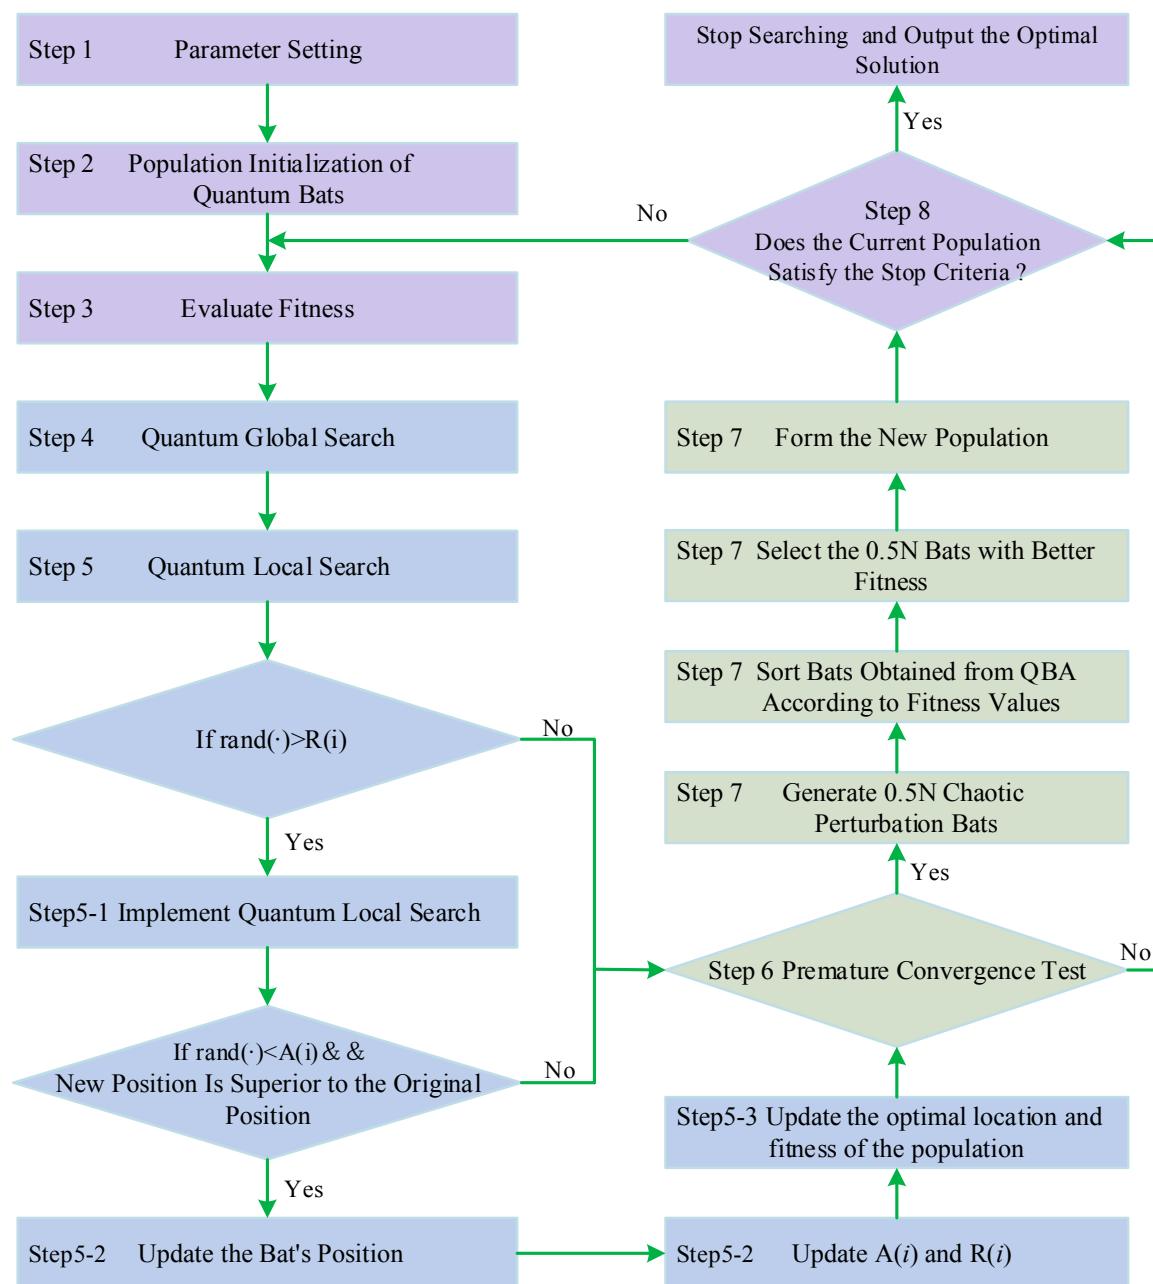 Step 1 Parameter Setting
Step 2 Population Initialization of
Quantum Bats
Step 3 Evaluate Fitness
Step 4 Quantum Global Search
Step 5 Quantum Local Search
If rand(·)>R(i)
No
Yes
Step5-1 Implement Quantum Local Search
If rand(·)<A(i) & &
New Position Is Superior to the Original
Position
No
Yes
Step5-2 Update the Bat's Position
Step5-2 Update A(i) and R(i)
Step5-3 Update the optimal location and
fitness of the population
Step 6 Premature Convergence Test
No
Yes
Step 7 Generate 0.5N Chaotic
Perturbation Bats
Step 7 Sort Bats Obtained from QBA
According to Fitness Values
Step 7 Select the 0.5N Bats with Better
Fitness
Step 7 Form the New Population
Step 8
Does the Current Population
Satisfy the Stop Criteria ?
No
Yes
Stop Searching and Output the Optimal
Solution